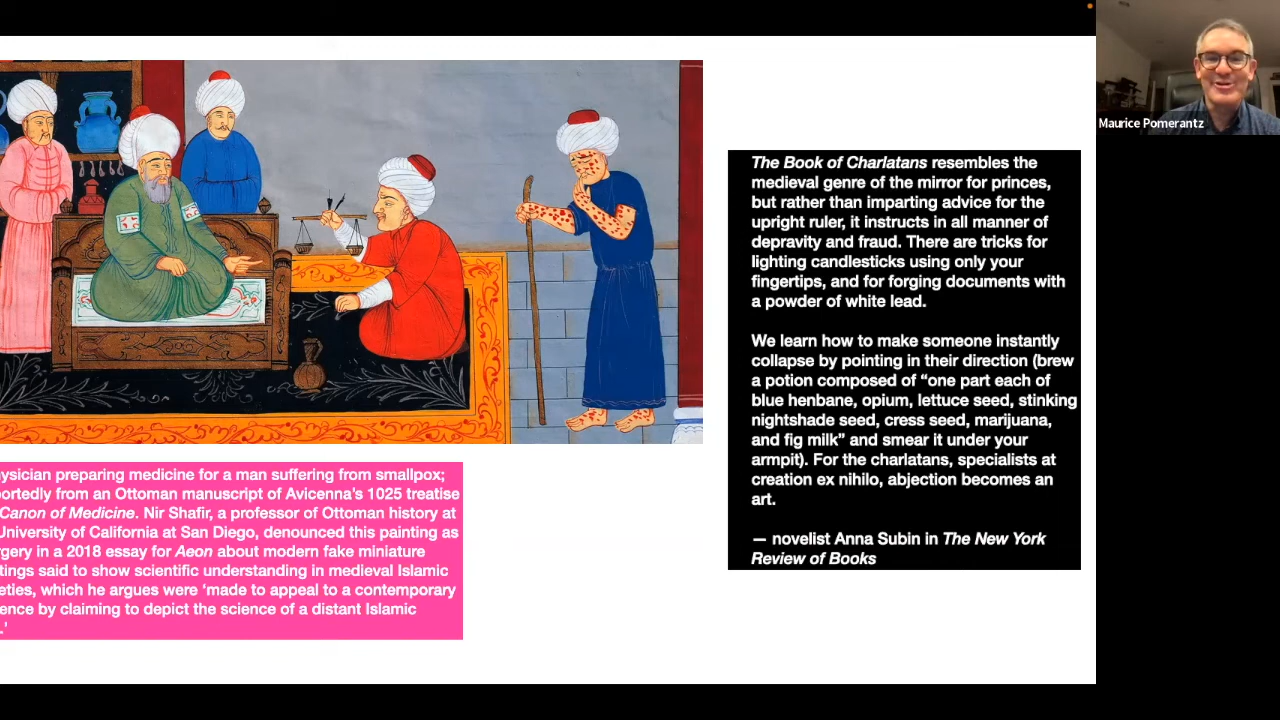 Maurice Pomerantz
The Book of Charlatans resembles the
medieval genre of the mirror for princes,
but rather than imparting advice for the
upright ruler, it instructs in all manner of
depravity and fraud. There are tricks for
lighting candlesticks using only your
fingertips, and for forging documents with
a powder of white lead.
We learn how to make someone instantly
collapse by pointing in their direction (brew
a potion composed of “one part each of
blue henbane, opium, lettuce seed, stinking
nightshade seed, cress seed, marijuana,
and fig milk” and smear it under your
armpit). For the charlatans, specialists at
creation ex nihilo, abjection becomes an
art.
— novelist Anna Subin in The New York
Review of Books
ysician preparing medicine for a man suffering from smallpox;
ortedly from an Ottoman manuscript of Avicenna’s 1025 treatise
Canon of Medicine. Nir Shafir, a professor of Ottoman history at
University of California at San Diego, denounced this painting as
rgery in a 2018 essay for Aeon about modern fake miniature
tings said to show scientific understanding in medieval Islamic
eties, which he argues were ‘made to appeal to a contemporary
ence by claiming to depict the science of a distant Islamic
.’